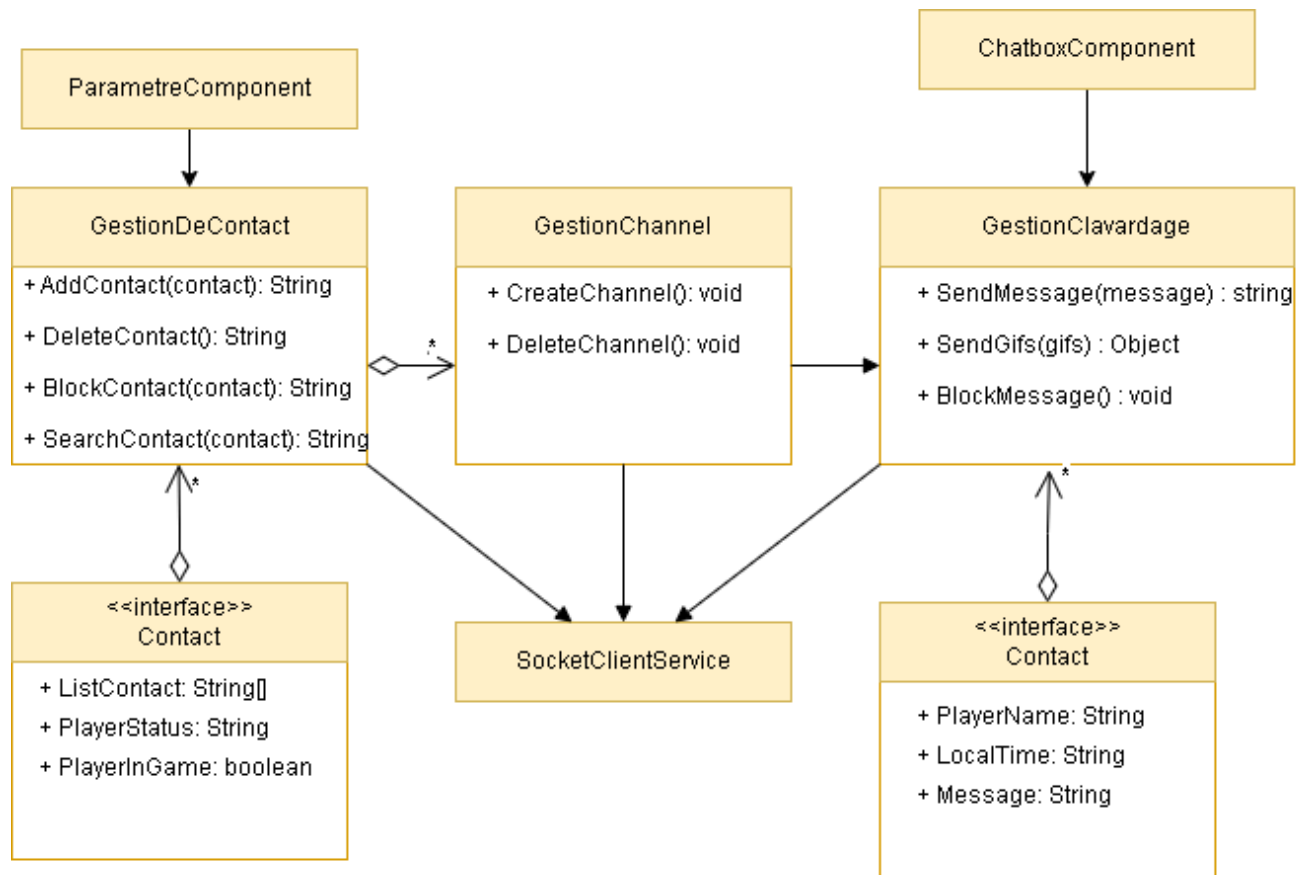 ParametreComponent
ChatboxComponent
GestionDeContact
+ AddContact(contact): String
+ DeleteContact(): String
+ BlockContact(contact): String
+ SearchContact(contact): String
.*
GestionChannel
+ CreateChannel(): void
+ DeleteChannel(): void
GestionClavardage
+ SendMessage(message) : string
+ SendGifs(gifs) : Object
+ BlockMessage() : void
.*
.*
<<interface>>
Contact
+ ListContact: String[]
+ PlayerStatus: String
+ PlayerInGame: boolean
SocketClientService
<<interface>>
Contact
+ PlayerName: String
+ LocalTime: String
+ Message: String